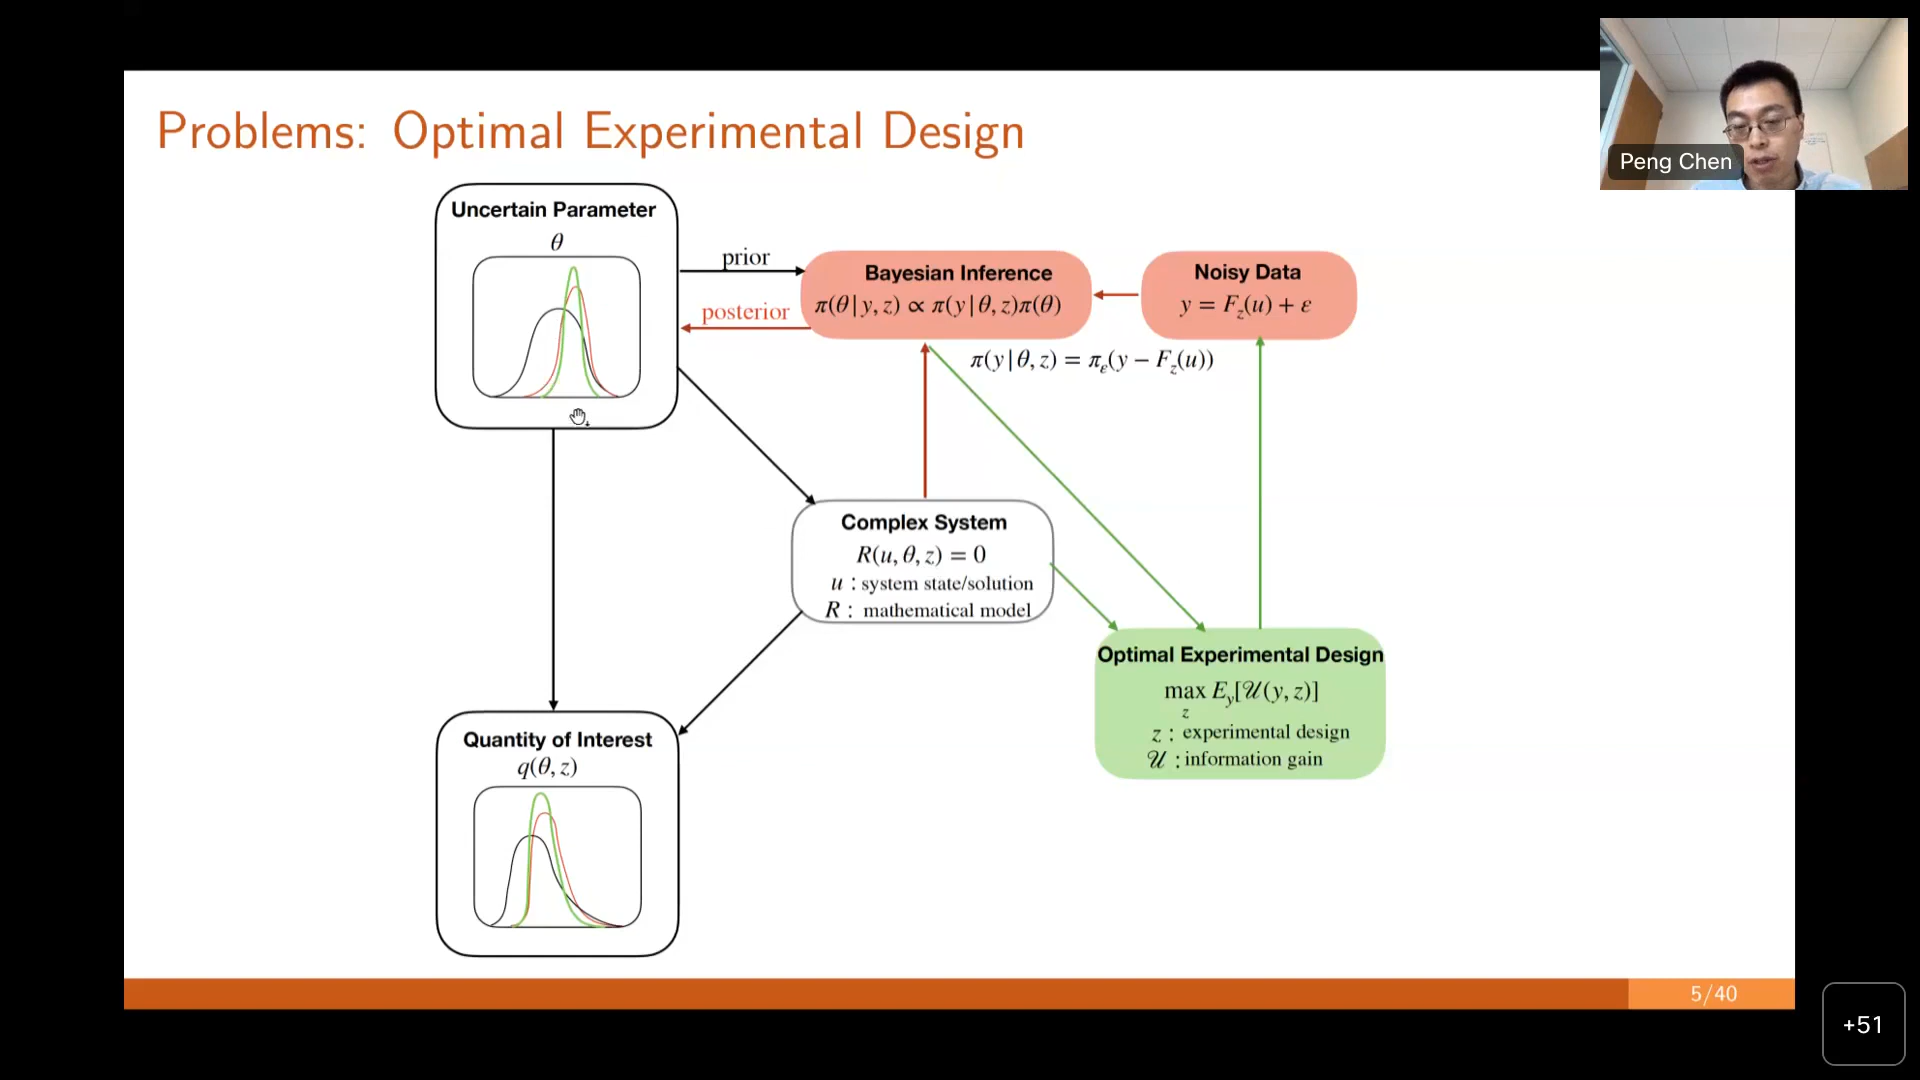 Problems: Optimal Experimental Design
Peng Chen
Uncertain Parameter
θ
prior
posterior
Bayesian Inference
π(θ|y, z) ∝ π(y|θ, z)π(θ)
Noisy Data
y = F_z(u) + ε
π(y|θ, z) = π_ε(y − F_z(u))
Complex System
R(u, θ, z) = 0
u : system state/solution
R : mathematical model
Optimal Experimental Design
max_z E_y[𝒰(y, z)]
z : experimental design
𝒰 : information gain
Quantity of Interest
q(θ, z)
5/40
+51